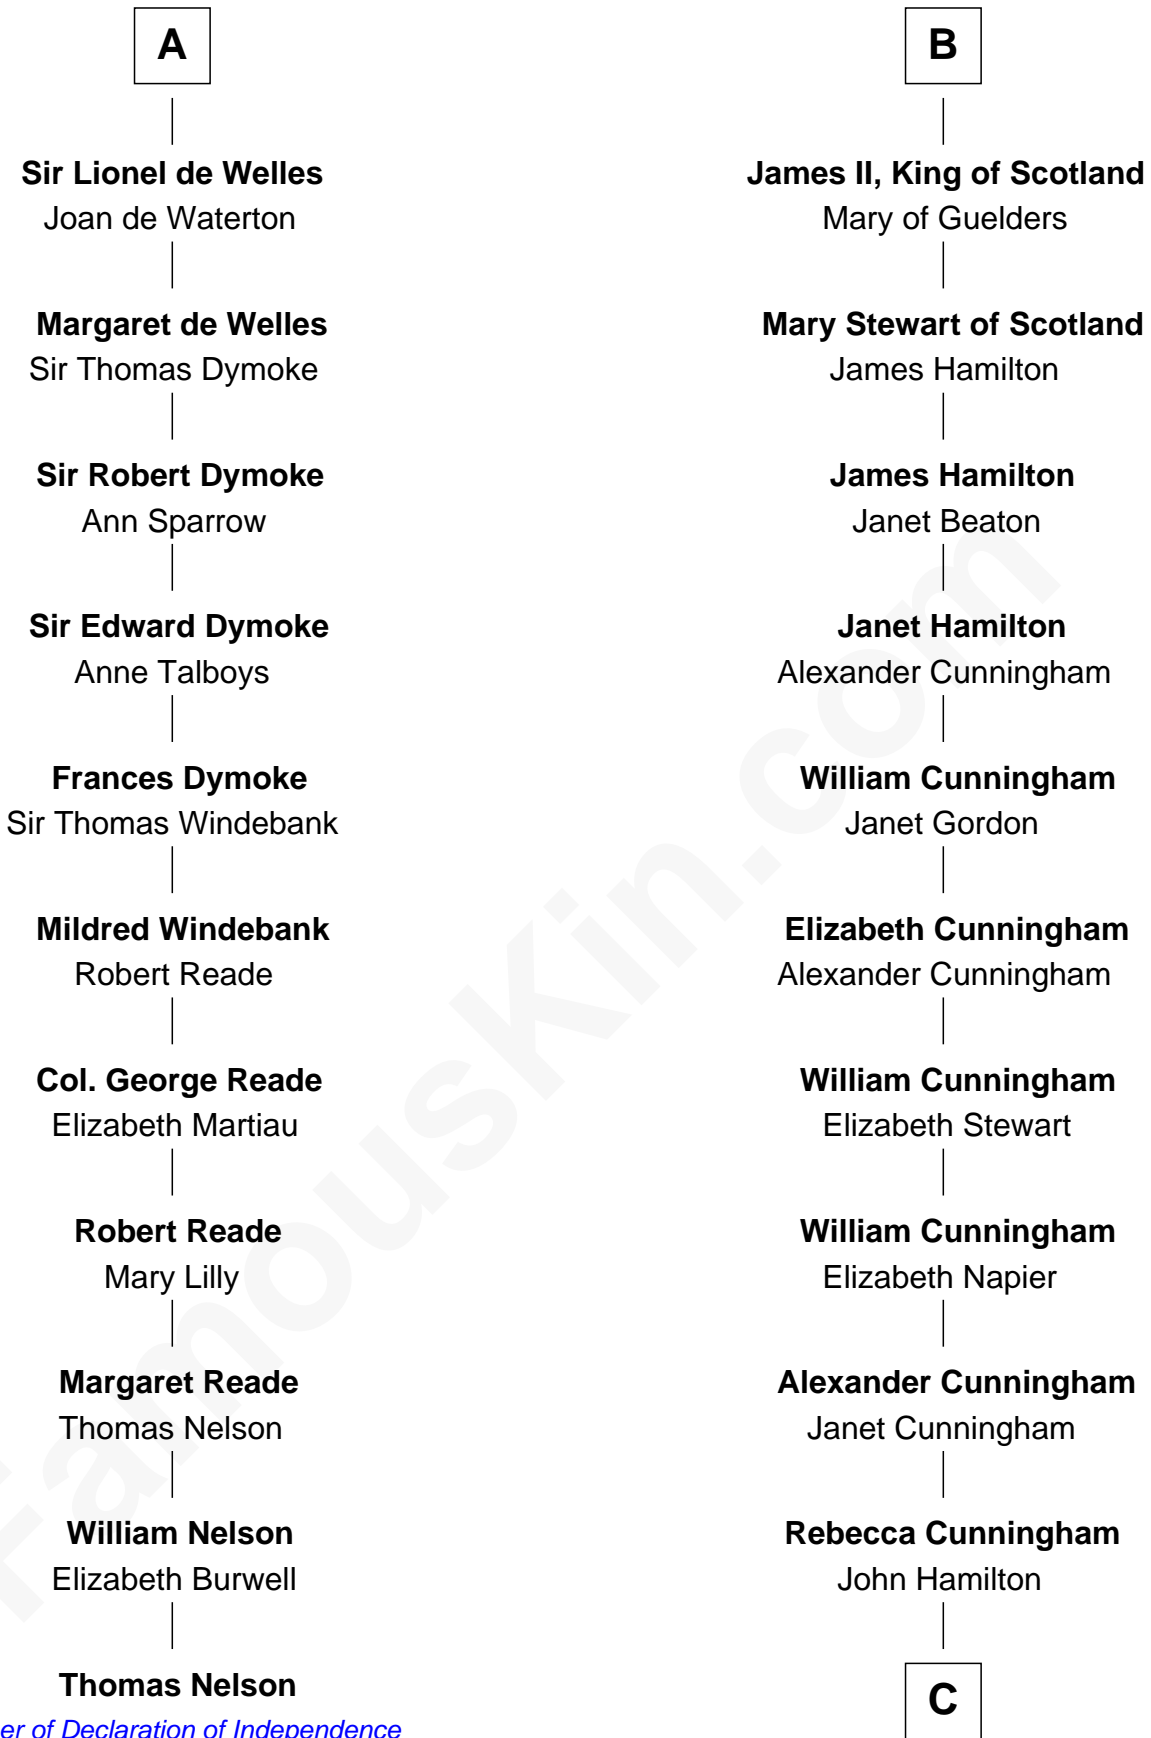 A
Sir Lionel de Welles
Joan de Waterton
Margaret de Welles
Sir Thomas Dymoke
Sir Robert Dymoke
Ann Sparrow
Sir Edward Dymoke
Anne Talboys
Frances Dymoke
Sir Thomas Windebank
Mildred Windebank
Robert Reade
Col. George Reade
Elizabeth Martiau
Robert Reade
Mary Lilly
Margaret Reade
Thomas Nelson
William Nelson
Elizabeth Burwell
Thomas Nelson
er of Declaration of Independence
B
James II, King of Scotland
Mary of Guelders
Mary Stewart of Scotland
James Hamilton
James Hamilton
Janet Beaton
Janet Hamilton
Alexander Cunningham
William Cunningham
Janet Gordon
Elizabeth Cunningham
Alexander Cunningham
William Cunningham
Elizabeth Stewart
William Cunningham
Elizabeth Napier
Alexander Cunningham
Janet Cunningham
Rebecca Cunningham
John Hamilton
C
FamousKin.com